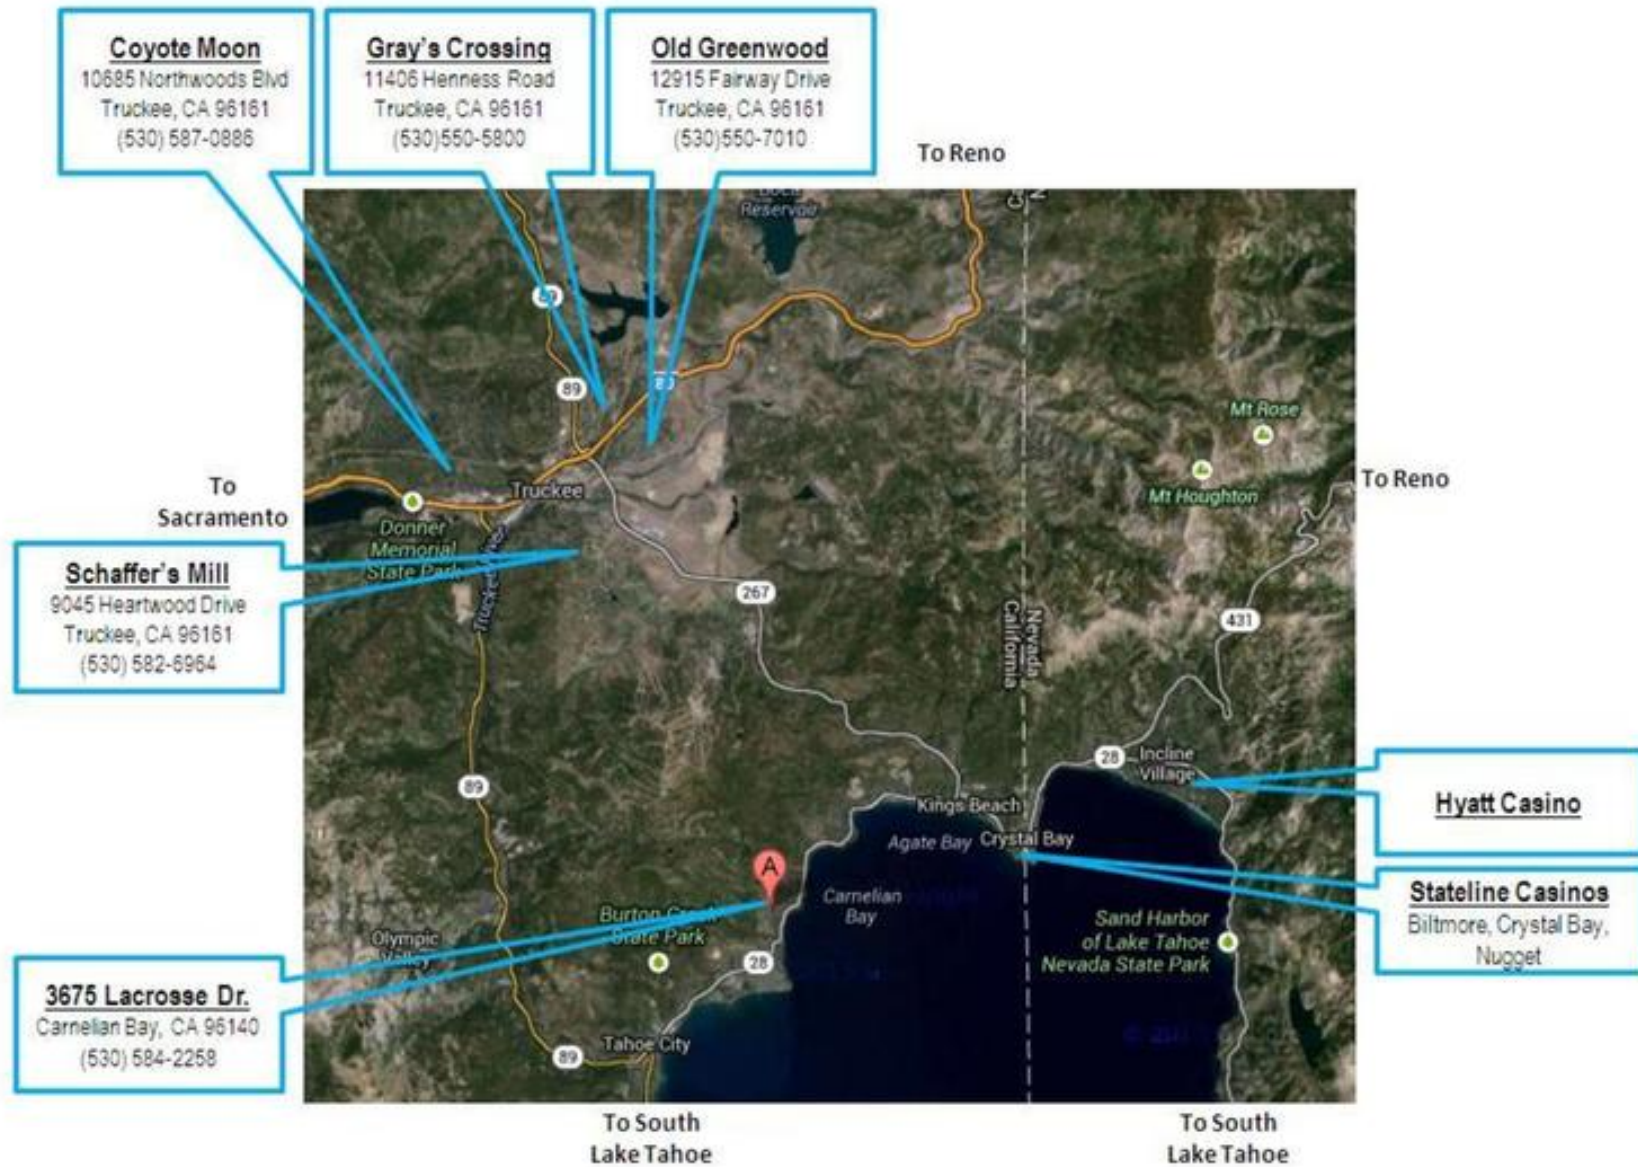 Coyote Moon
10685 Northwoods Blvd
Truckee, CA 96161
(530) 587-0886
Gray's Crossing
11406 Henness Road
Truckee, CA 96161
(530)550-5800
Old Greenwood
12915 Fairway Drive
Truckee, CA 96161
(530)550-7010
To Reno
Reservoir
CA
N
89
89
80
Mt Rose
Mt Houghton
To Reno
To
Sacramento
Truckee
Donner
Memorial
State Park
Truckee River
Schaffer's Mill
9045 Heartwood Drive
Truckee, CA 96161
(530) 582-6964
267
Nevada
California
431
89
28
Incline
Village
Hyatt Casino
Kings Beach
Agate Bay
Crystal Bay
A
Carnelian
Bay
Stateline Casinos
Biltmore, Crystal Bay,
Nugget
Burton Creek
State Park
Sand Harbor
of Lake Tahoe
Nevada State Park
Olympic
Valley
28
3675 Lacrosse Dr.
Carnelian Bay, CA 96140
(530) 584-2258
Tahoe City
89
To South
Lake Tahoe
To South
Lake Tahoe